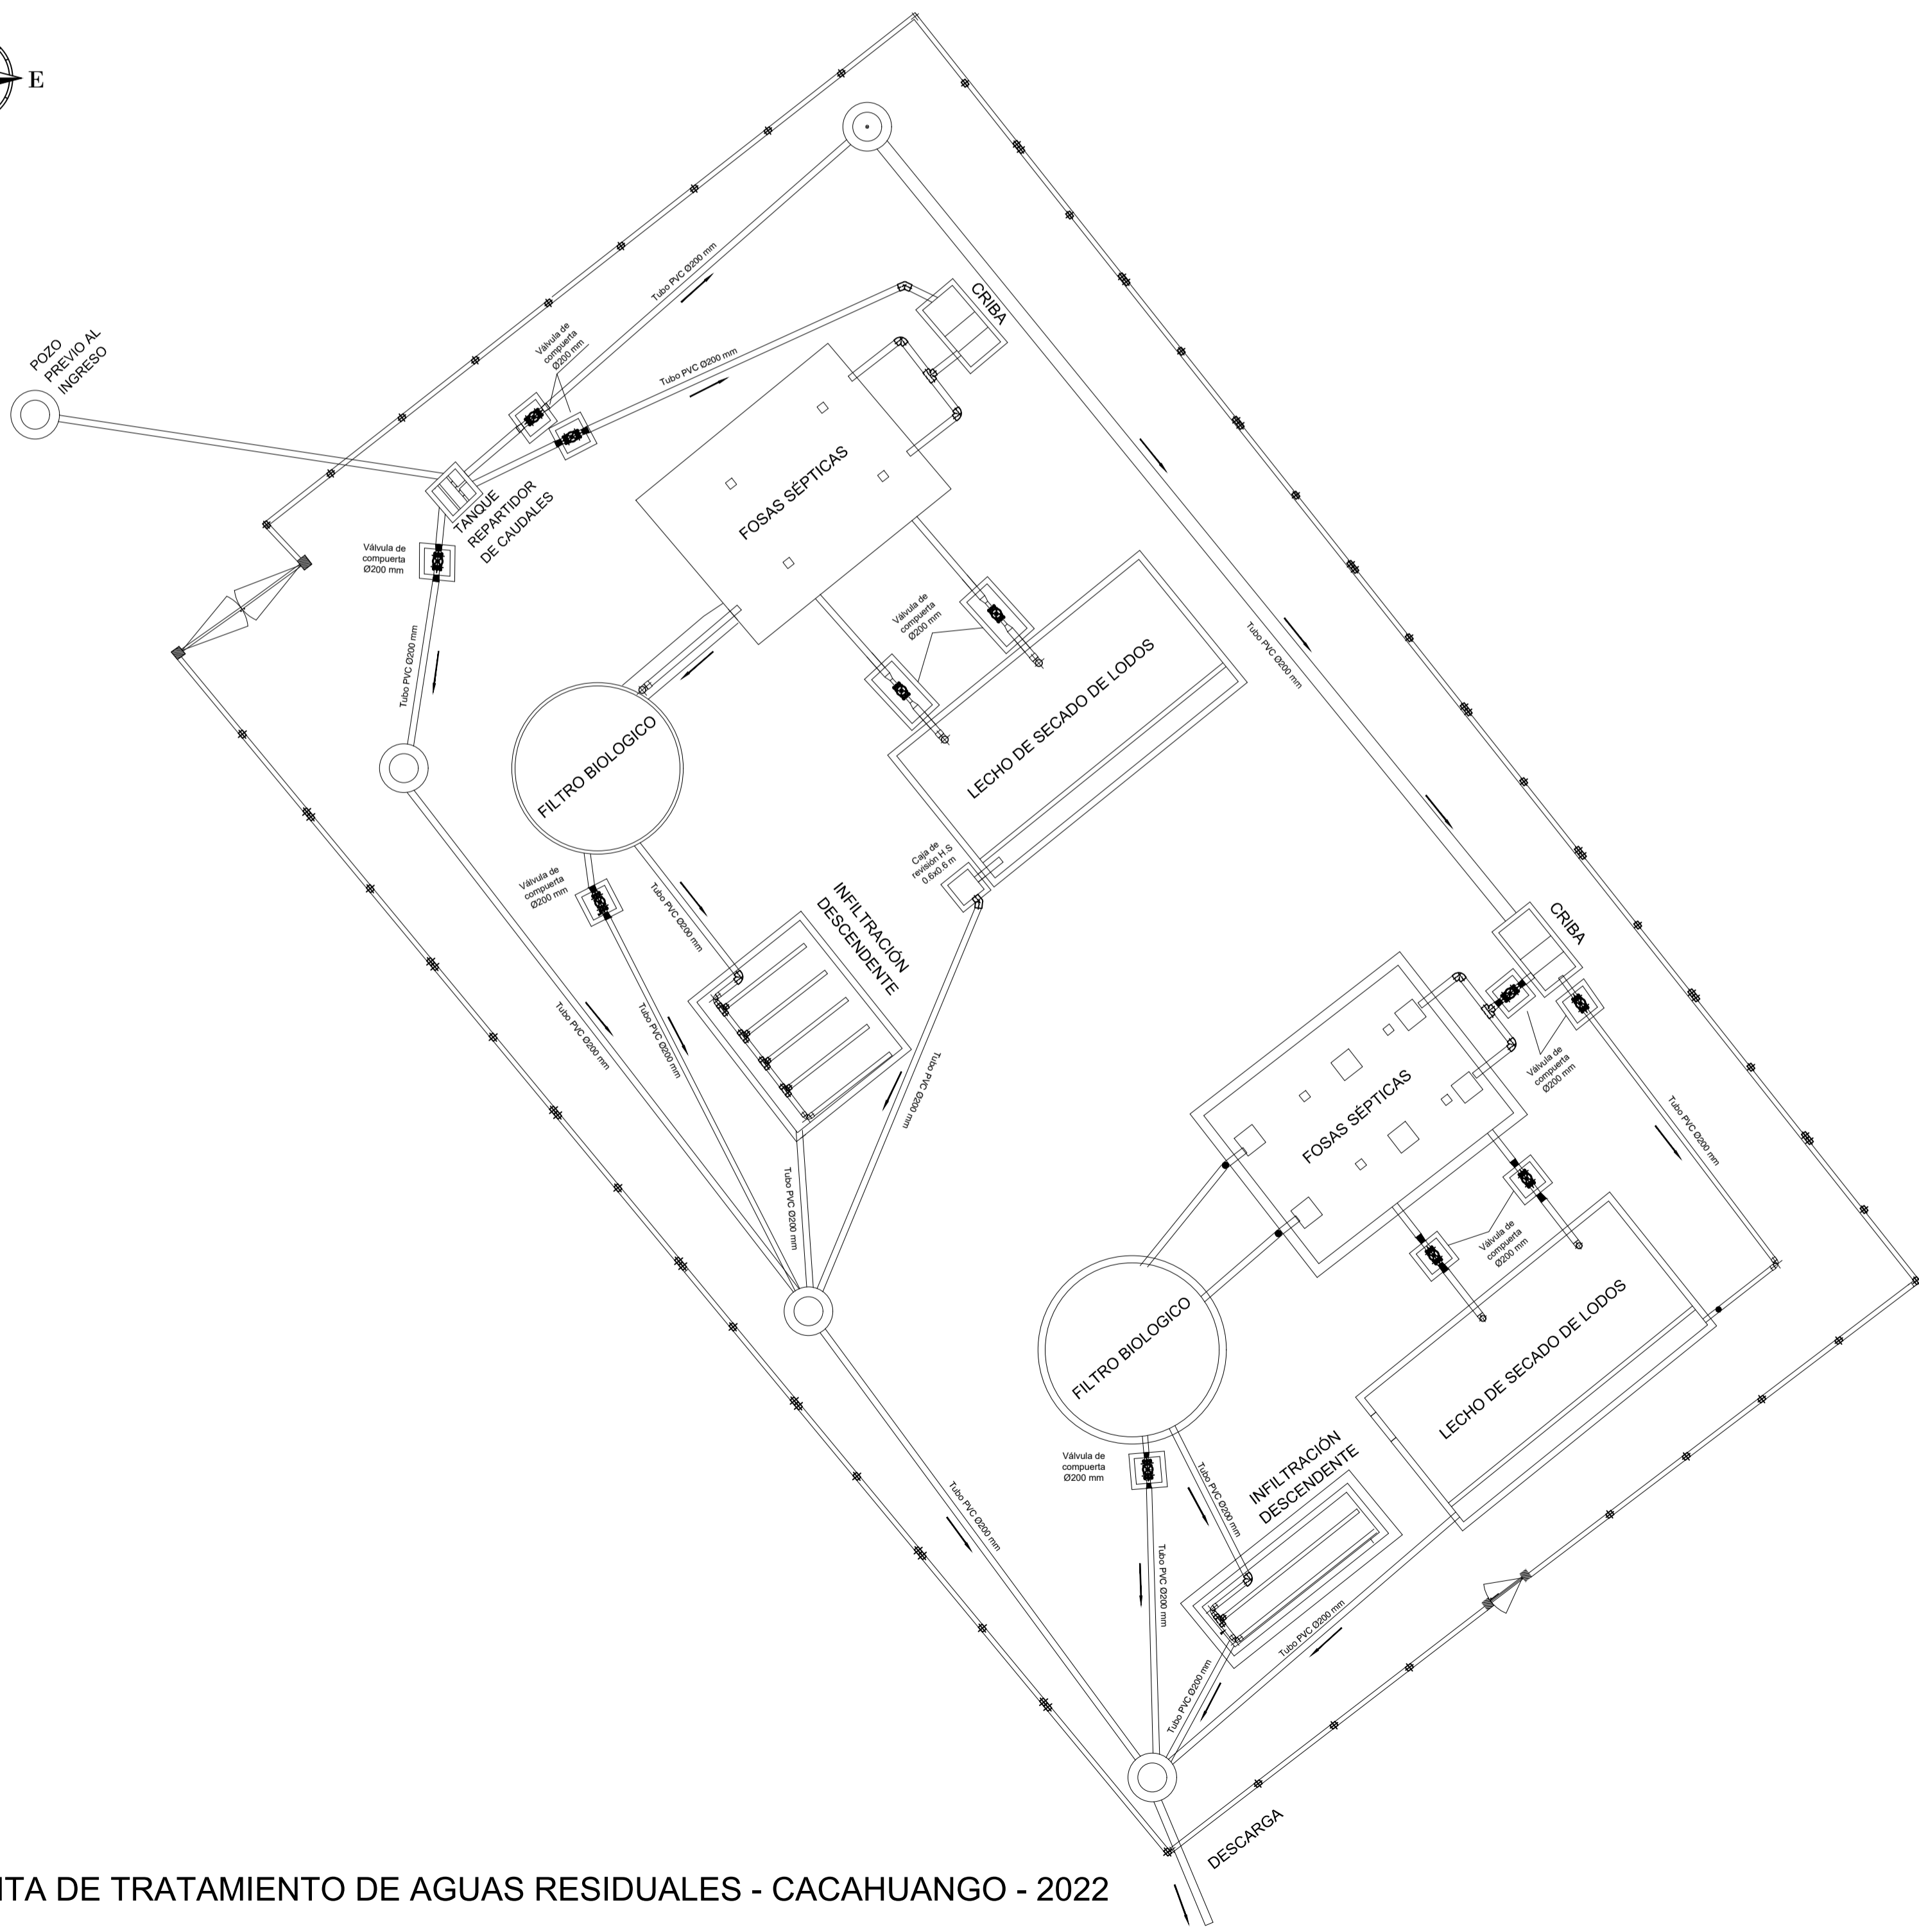 E
POZO
PREVIO AL
INGRESO
Tubo PVC Ø200 mm
Válvula de
compuerta
Ø200 mm
Tubo PVC Ø200 mm
CRIBA
TANQUE
REPARTIDOR
DE CAUDALES
Válvula de
compuerta
Ø200 mm
Tubo PVC Ø200 mm
FOSAS SÉPTICAS
Válvula de
compuerta
Ø200 mm
Tubo PVC Ø200 mm
LECHO DE SECADO DE LODOS
FILTRO BIOLOGICO
Caja de
revisión H.S
0.6x0.6 m
Válvula de
compuerta
Ø200 mm
Tubo PVC Ø200 mm
INFILTRACIÓN
DESCENDENTE
Tubo PVC Ø200 mm
Tubo PVC Ø200 mm
Tubo PVC Ø200 mm
Tubo PVC Ø200 mm
CRIBA
Válvula de
compuerta
Ø200 mm
Tubo PVC Ø200 mm
FOSAS SÉPTICAS
Válvula de
compuerta
Ø200 mm
LECHO DE SECADO DE LODOS
FILTRO BIOLOGICO
Válvula de
compuerta
Ø200 mm
Tubo PVC Ø200 mm
INFILTRACIÓN
DESCENDENTE
Tubo PVC Ø200 mm
Tubo PVC Ø200 mm
Tubo PVC Ø200 mm
Tubo PVC Ø200 mm
DESCARGA
NTA DE TRATAMIENTO DE AGUAS RESIDUALES - CACAHUANGO - 2022